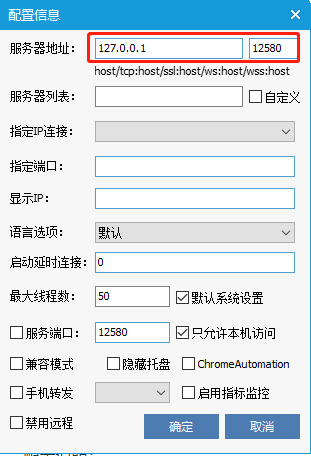 配置信息
服务器地址： 127.0.0.1 12580
host/tcp:host/ssl:host/ws:host/wss:host
服务器列表： 自定义
指定IP连接：
指定端口：
显示IP：
语言选项： 默认
启动延时连接： 0
最大线程数： 50 默认系统设置
服务端口： 12580 只允许本机访问
兼容模式 隐藏托盘 ChromeAutomation
手机转发 启用指标监控
禁用远程 确定 取消